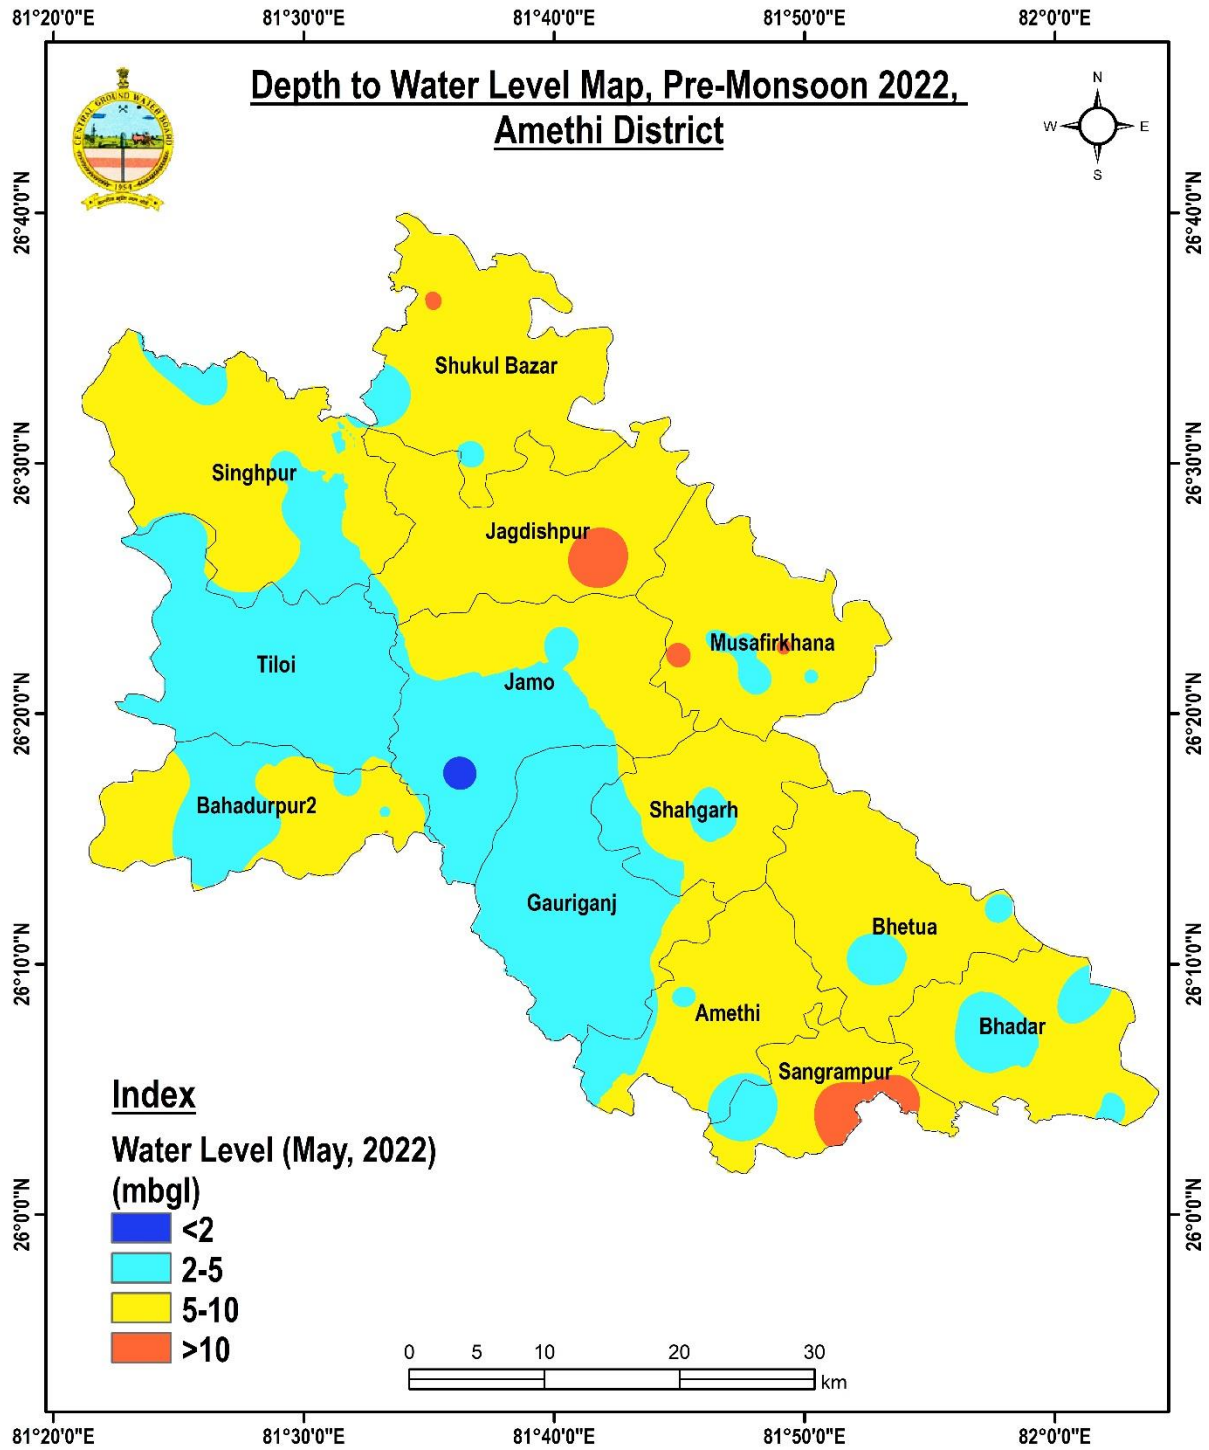 81°20'0"E 81°30'0"E 81°40'0"E 81°50'0"E 82°0'0"E
Depth to Water Level Map, Pre-Monsoon 2022,
Amethi District
CENTRAL GROUND WATER BOARD
1954
N
W E
S
26°40'0"N 26°40'0"N
Shukul Bazar
26°30'0"N 26°30'0"N
Singhpur
Jagdishpur
Musafirkhana
Tiloi
Jamo
26°20'0"N 26°20'0"N
Bahadurpur2
Shahgarh
Gauriganj
Bhetua
26°10'0"N 26°10'0"N
Amethi
Bhadar
Sangrampur
Index
Water Level (May, 2022)
(mbgl)
26°0'0"N 26°0'0"N
<2
2-5
5-10
>10
0 5 10 20 30
km
81°20'0"E 81°30'0"E 81°40'0"E 81°50'0"E 82°0'0"E